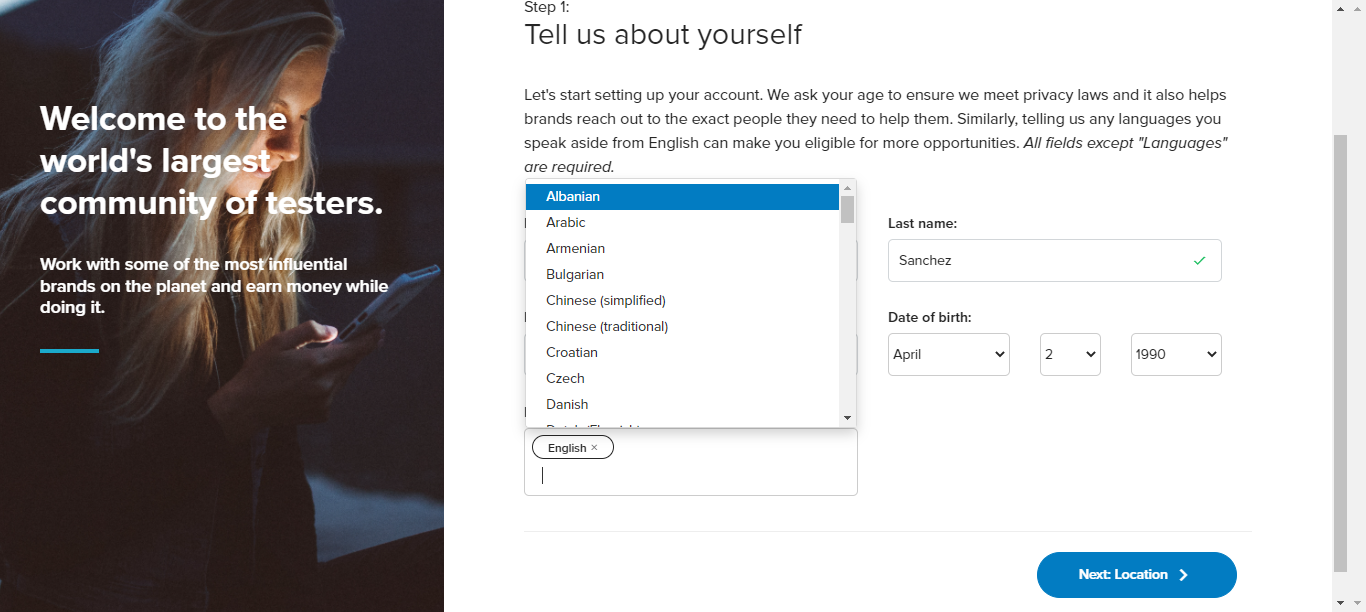 Welcome to the
world's largest
community of testers.
Work with some of the most influential
brands on the planet and earn money while
doing it.
Step 1:
Tell us about yourself
Let's start setting up your account. We ask your age to ensure we meet privacy laws and it also helps
brands reach out to the exact people they need to help them. Similarly, telling us any languages you
speak aside from English can make you eligible for more opportunities. All fields except "Languages"
are required.
Albanian
Arabic
Armenian
Bulgarian
Chinese (simplified)
Chinese (traditional)
Croatian
Czech
Danish
English ×
Last name:
Sanchez
Date of birth:
April
2
1990
Next: Location